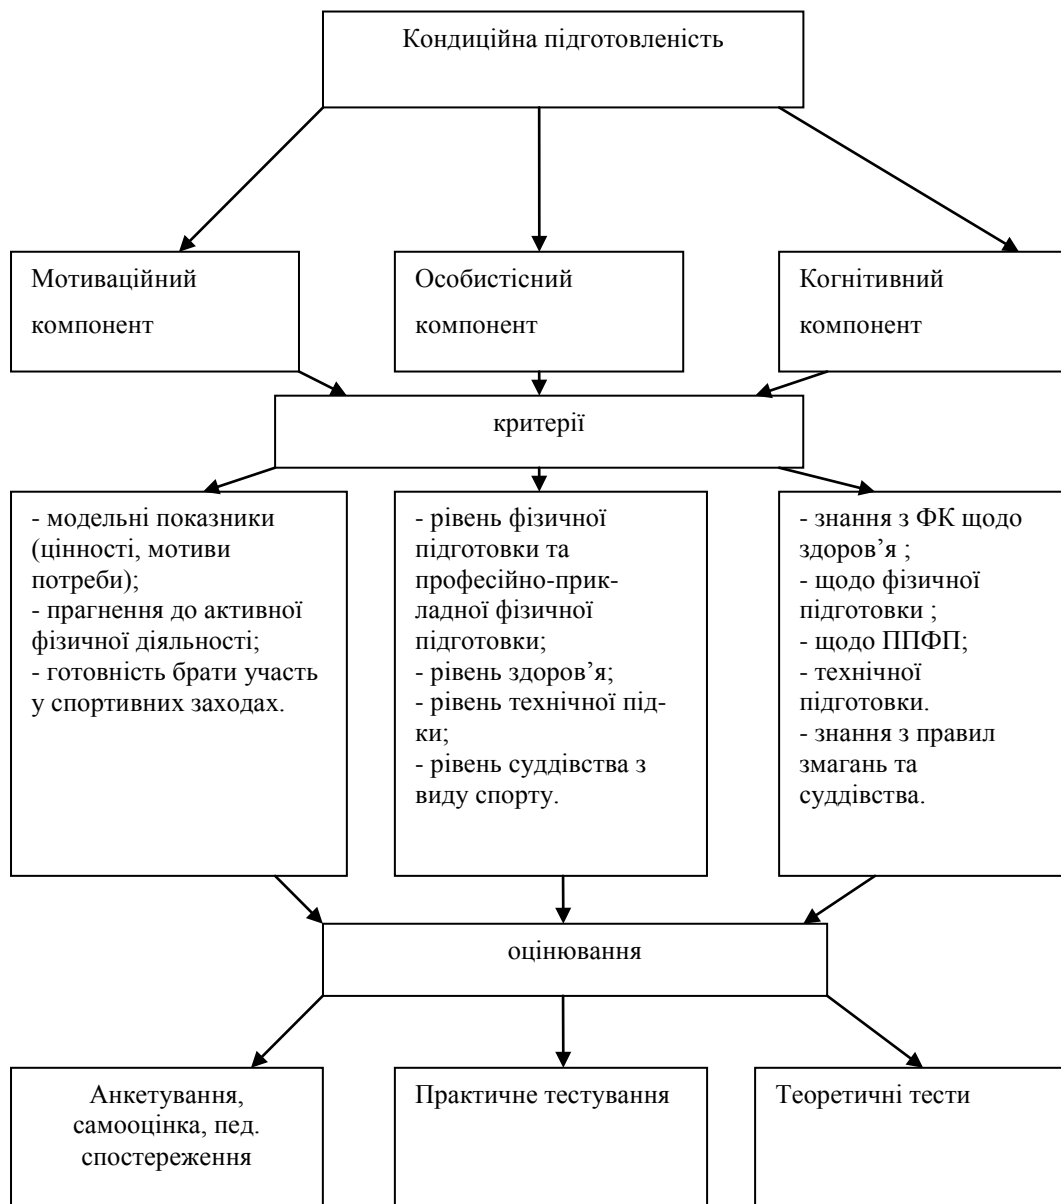 Кондиційна підготовленість
Мотиваційний
компонент
Особистісний
компонент
Когнітивний
компонент
критерії
- модельні показники
(цінності, мотиви
потреби);
- прагнення до активної
фізичної діяльності;
- готовність брати участь
у спортивних заходах.
- рівень фізичної
підготовки та
професійно-прик-
ладної фізичної
підготовки;
- рівень здоров’я;
- рівень технічної під-
ки;
- рівень суддівства з
виду спорту.
- знання з ФК щодо
здоров’я ;
- щодо фізичної
підготовки ;
- щодо ППФП;
- технічної
підготовки.
- знання з правил
змагань та
суддівства.
оцінювання
Анкетування,
самооцінка, пед.
спостереження
Практичне тестування
Теоретичні тести